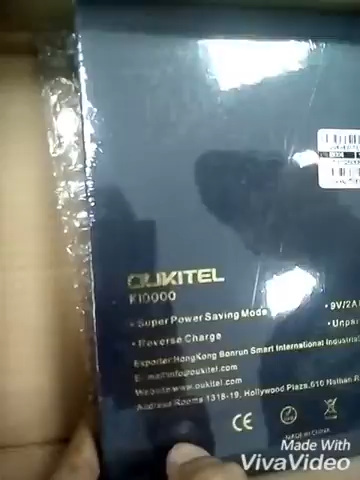 OUKITEL
K10000
• Super Power Saving Mode
• 9V/2A
• Reverse Charge
• Unpar
Exporter:HongKong Bonrun Smart International Industrial
E-mail:info@oukitel.com
Website:www.oukitel.com
Address:Rooms 1318-19, Hollywood Plaza,610 Nathan R
CE
MADE IN CHINA
Made With
VivaVideo